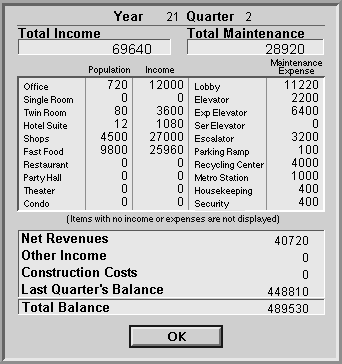 Year 21 Quarter 2
Total Income Total Maintenance
69640 28920
Population Income Maintenance Expense
Office 720 12000 Lobby 11220
Single Room 0 0 Elevator 2200
Twin Room 80 3600 Exp Elevator 6400
Hotel Suite 12 1080 Ser Elevator 0
Shops 4500 27000 Escalator 3200
Fast Food 9800 25960 Parking Ramp 100
Restaurant 0 0 Recycling Center 4000
Party Hall 0 0 Metro Station 1000
Theater 0 0 Housekeeping 400
Condo 0 0 Security 400
(Items with no income or expenses are not displayed)
Net Revenues 40720
Other Income 0
Construction Costs 0
Last Quarter's Balance 448810
Total Balance 489530
OK